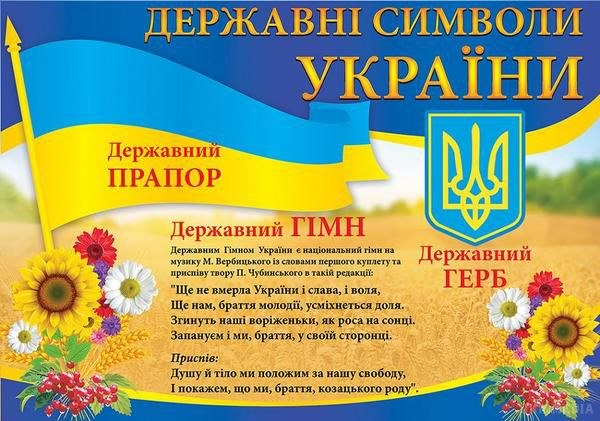 ДЕРЖАВНІ СИМВОЛИ
УКРАЇНИ
Державний
ПРАПОР
Державний ГІМН
Державним Гімном України є національний гімн на
музику М. Вербицького із словами першого куплету та
приспіву твору П. Чубинського в такій редакції:
"Ще не вмерла України і слава, і воля,
Ще нам, браття молодії, усміхнеться доля.
Згинуть наші воріженьки, як роса на сонці.
Запануєм і ми, браття, у своїй сторонці.
Приспів:
Душу й тіло ми положим за нашу свободу,
І покажем, що ми, браття, козацького роду".
Державний
ГЕРБ